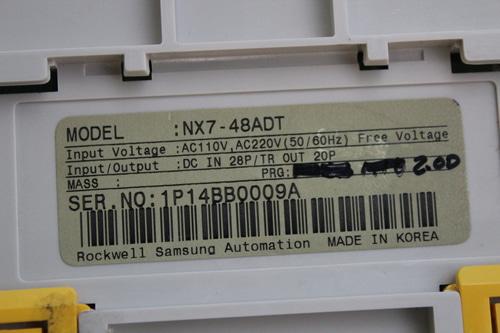 MODEL :NX7-48ADT
Input Voltage :AC110V,AC220V(50/60Hz) Free Voltage
Input/Output :DC IN 28P/TR OUT 20P
MASS : PRG: 2.00
SER.NO:1P14BB0009A
Rockwell Samsung Automation MADE IN KOREA